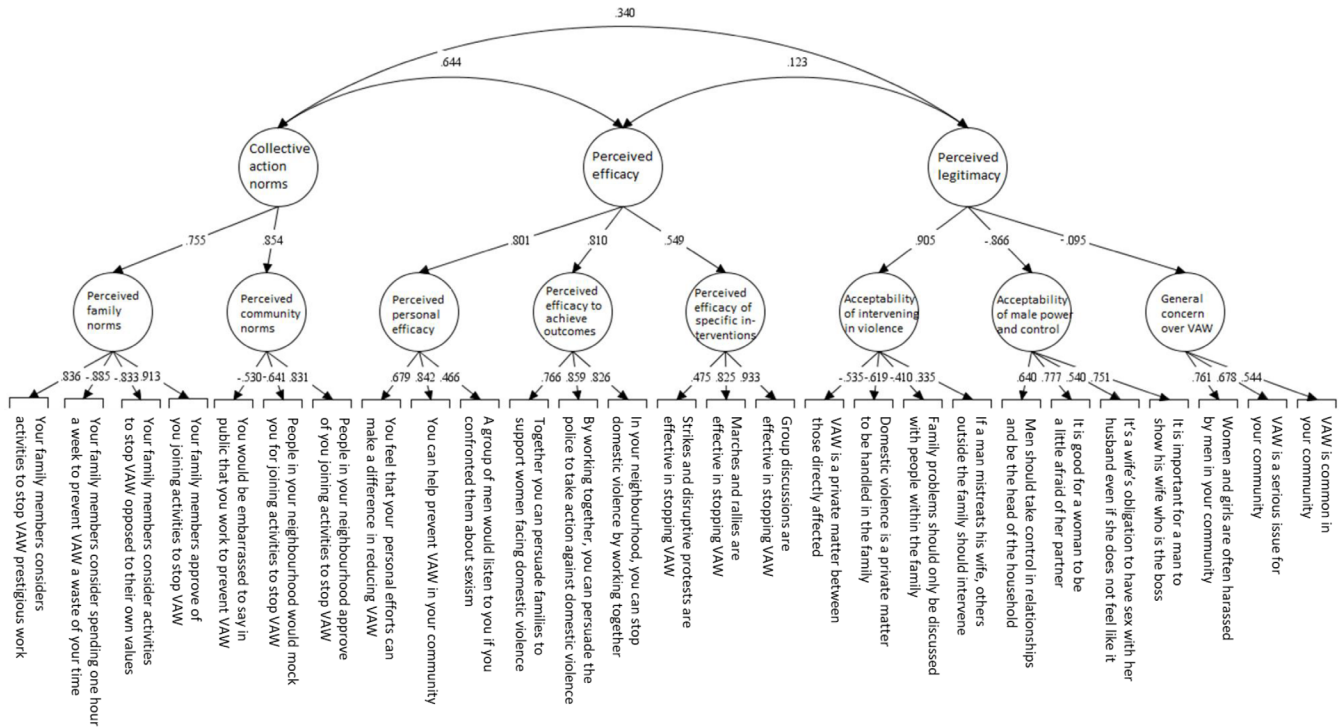 .340
.644
.123
Collective
action
norms
Perceived
efficacy
Perceived
legitimacy
.755
.854
.801
.810
.549
.905
-.866
-.095
Perceived
family
norms
Perceived
community
norms
Perceived
personal
efficacy
Perceived
efficacy to
achieve
outcomes
Perceived
efficacy of
specific in-
terventions
Acceptability
of intervening
in violence
Acceptability
of male power
and control
General
concern
over VAW
.836 -.885 -.833 .913
-.530 -.641 .831
.679 .842 .466
.766 .859 .826
.475 .825 .933
-.535 -.619 -.410 .335
.640 .777 .540 .751
.761 .678 .544
Your family members considers
activities to stop VAW prestigious work
Your family members consider spending one hour
a week to prevent VAW a waste of your time
Your family members consider activities
to stop VAW opposed to their own values
Your family members approve of
you joining activities to stop VAW
You would be embarrassed to say in
public that you work to prevent VAW
People in your neighbourhood would mock
you for joining activities to stop VAW
People in your neighbourhood approve
of you joining activities to stop VAW
You feel that your personal efforts can
make a difference in reducing VAW
You can help prevent VAW in your community
A group of men would listen to you if you
confronted them about sexism
Together you can persuade families to
support women facing domestic violence
By working together, you can persuade the
police to take action against domestic violence
In your neighbourhood, you can stop
domestic violence by working together
Strikes and disruptive protests are
effective in stopping VAW
Marches and rallies are
effective in stopping VAW
Group discussions are
effective in stopping VAW
VAW is a private matter between
those directly affected
Domestic violence is a private matter
to be handled in the family
Family problems should only be discussed
with people within the family
If a man mistreats his wife, others
outside the family should intervene
Men should take control in relationships
and be the head of the household
It is good for a woman to be
a little afraid of her partner
It's a wife's obligation to have sex with her
husband even if she does not feel like it
It is important for a man to
show his wife who is the boss
Women and girls are often harassed
by men in your community
VAW is a serious issue for
your community
VAW is common in
your community